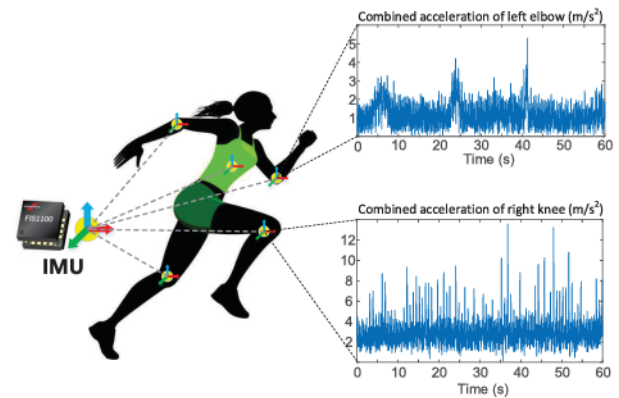 Combined acceleration of left elbow (m/s²)
5
4
3
2
1
0 10 20 30 40 50 60
Time (s)
FIS1100
IMU
Combined acceleration of right knee (m/s²)
12
10
8
6
4
2
0 10 20 30 40 50 60
Time (s)